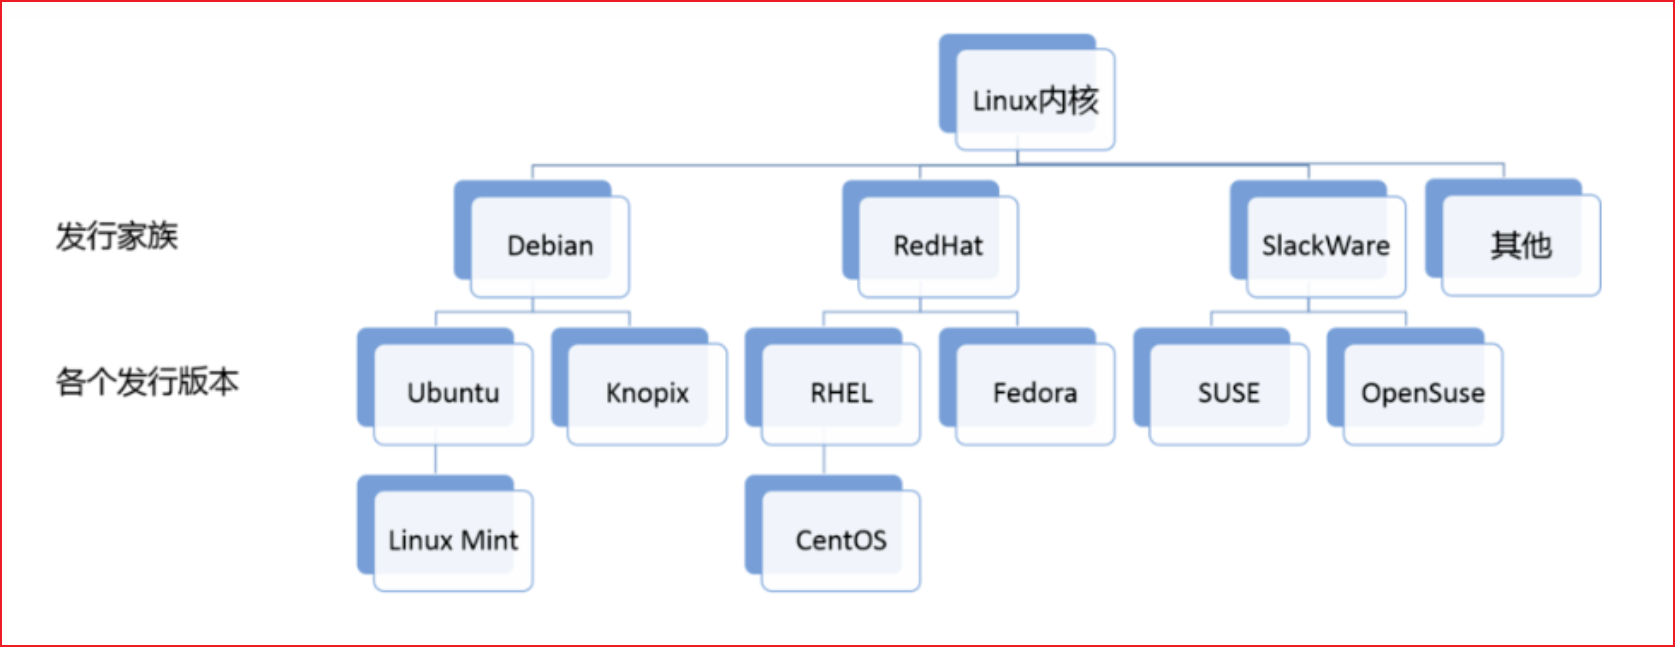 Linux内核
发行家族
Debian
RedHat
SlackWare
其他
各个发行版本
Ubuntu
Knopix
RHEL
Fedora
SUSE
OpenSuse
Linux Mint
CentOS